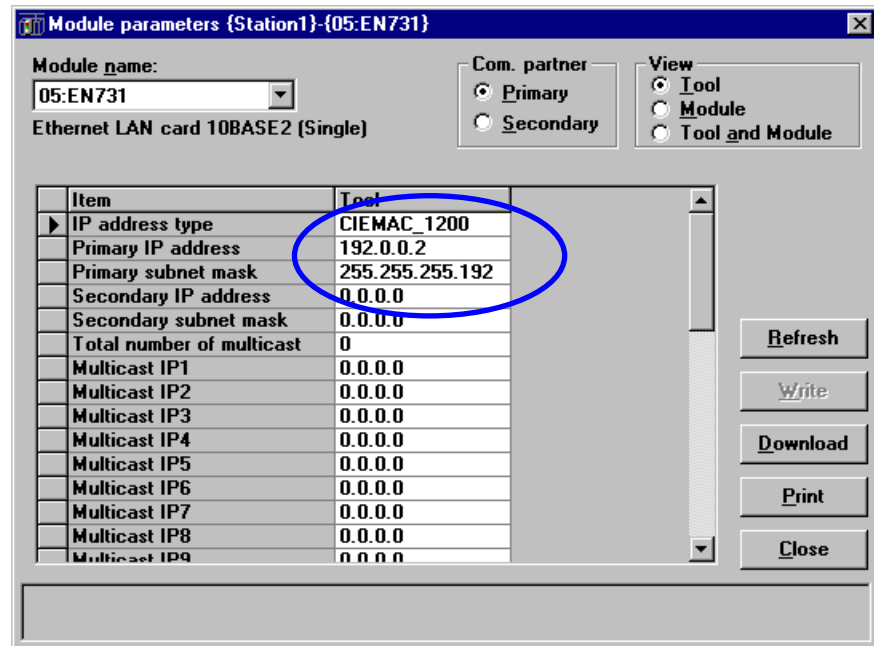 Module parameters {Station1}-{05:EN731}
Module name:
05:EN731
Ethernet LAN card 10BASE2 (Single)
Com. partner
Primary
Secondary
View
Tool
Module
Tool and Module
Item Tool
IP address type CIEMAC_1200
Primary IP address 192.0.0.2
Primary subnet mask 255.255.255.192
Secondary IP address 0.0.0.0
Secondary subnet mask 0.0.0.0
Total number of multicast 0
Multicast IP1 0.0.0.0
Multicast IP2 0.0.0.0
Multicast IP3 0.0.0.0
Multicast IP4 0.0.0.0
Multicast IP5 0.0.0.0
Multicast IP6 0.0.0.0
Multicast IP7 0.0.0.0
Multicast IP8 0.0.0.0
Multicast IP9 0.0.0.0
Refresh
Write
Download
Print
Close